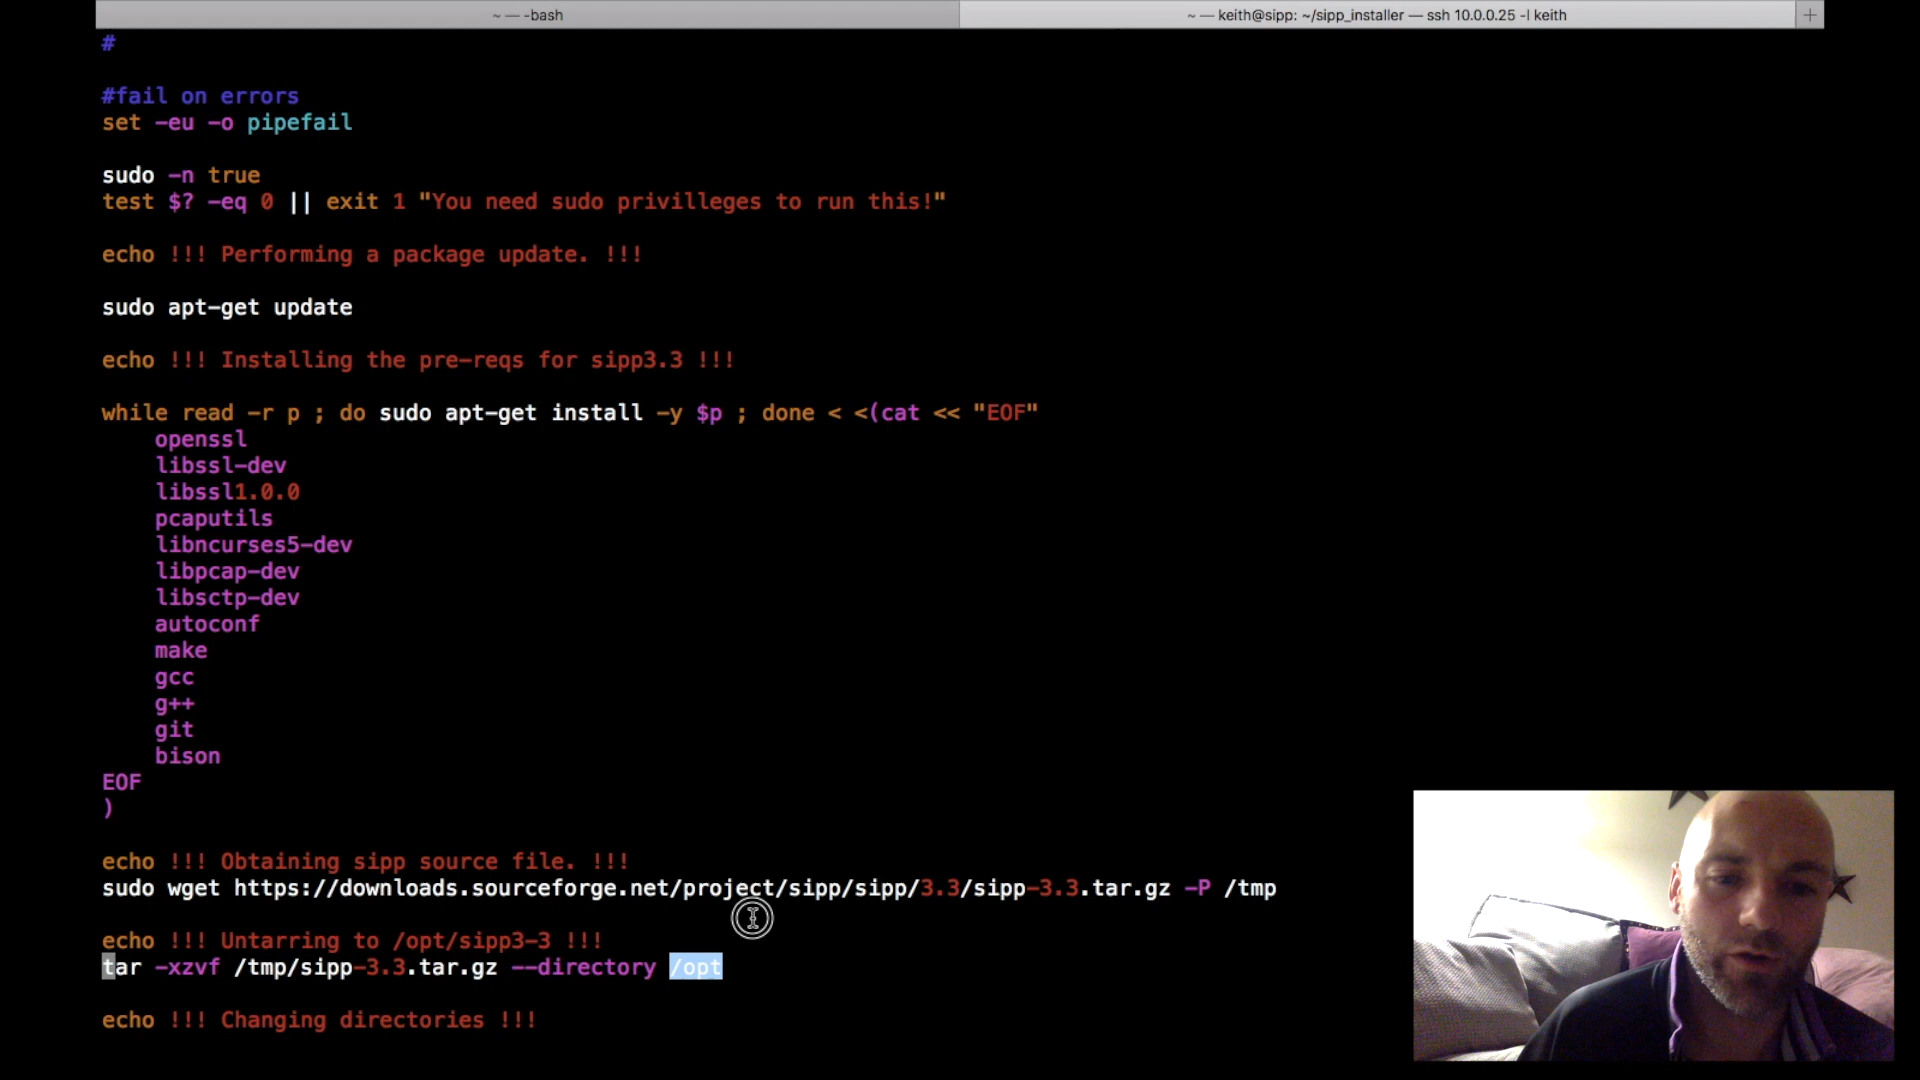 ~ — -bash
~ — keith@sipp: ~/sipp_installer — ssh 10.0.0.25 -l keith
#
#fail on errors
set -eu -o pipefail
sudo -n true
test $? -eq 0 || exit 1 "You need sudo privilleges to run this!"
echo !!! Performing a package update. !!!
sudo apt-get update
echo !!! Installing the pre-reqs for sipp3.3 !!!
while read -r p ; do sudo apt-get install -y $p ; done < <(cat << "EOF"
openssl
libssl-dev
libssl1.0.0
pcaputils
libncurses5-dev
libpcap-dev
libsctp-dev
autoconf
make
gcc
g++
git
bison
EOF
)
echo !!! Obtaining sipp source file. !!!
sudo wget https://downloads.sourceforge.net/project/sipp/sipp/3.3/sipp-3.3.tar.gz -P /tmp
echo !!! Untarring to /opt/sipp3-3 !!!
tar -xzvf /tmp/sipp-3.3.tar.gz --directory /opt
echo !!! Changing directories !!!